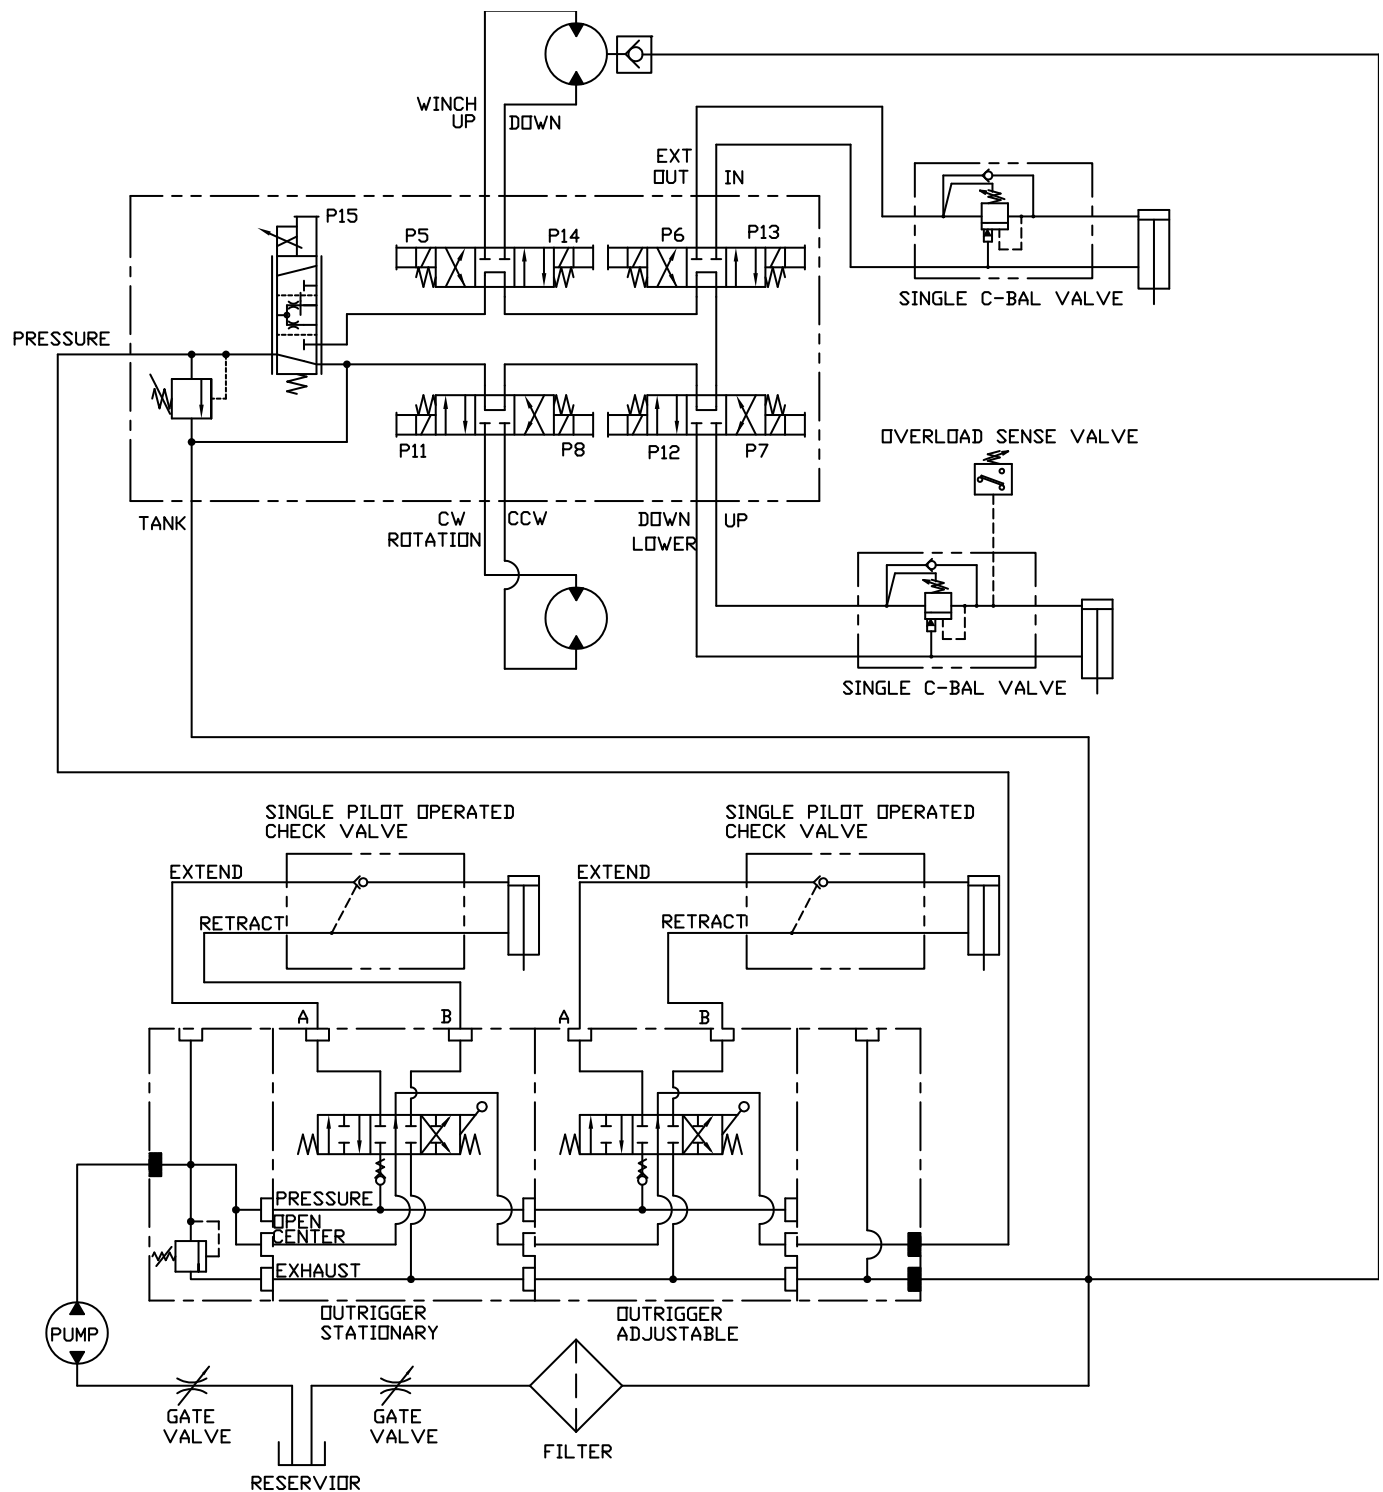 WINCH
UP
DOWN
EXT
OUT
IN
P15
P5
P14
P6
P13
SINGLE C-BAL VALVE
PRESSURE
P11
P8
P12
P7
OVERLOAD SENSE VALVE
TANK
CW
ROTATION
CCW
DOWN
LOWER
UP
SINGLE C-BAL VALVE
SINGLE PILOT OPERATED
CHECK VALVE
SINGLE PILOT OPERATED
CHECK VALVE
EXTEND
RETRACT
EXTEND
RETRACT
A
B
A
B
PRESSURE
OPEN
CENTER
EXHAUST
OUTRIGGER
STATIONARY
OUTRIGGER
ADJUSTABLE
PUMP
GATE
VALVE
GATE
VALVE
FILTER
RESERVIOR